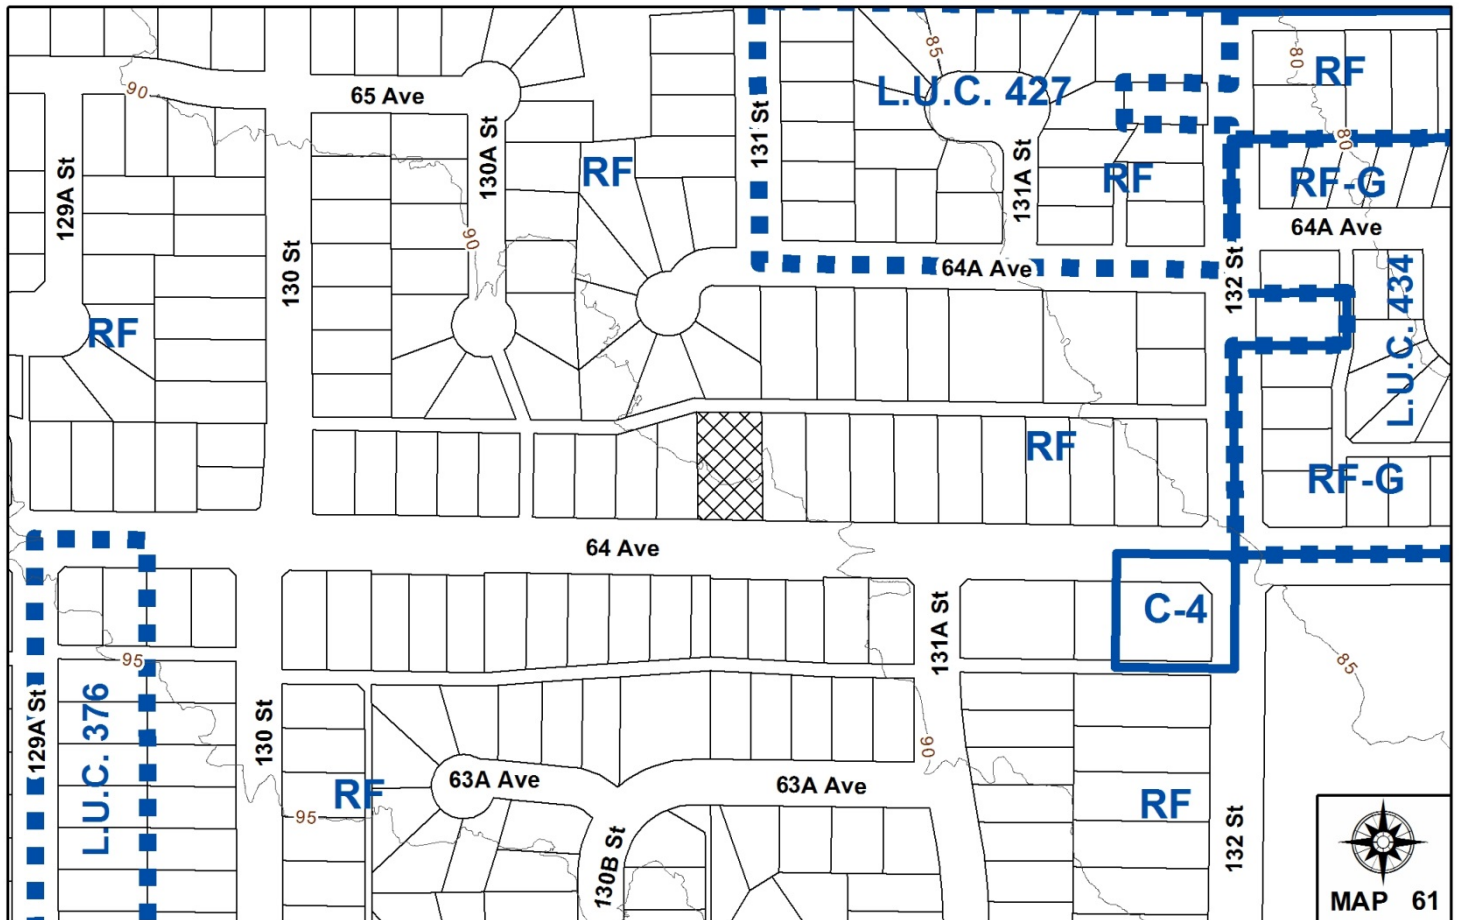 85
80
RF
90
65 Ave
L.U.C. 427
131 St
130A St
80
129A St
RF
131A St
RF
RF-G
90
64A Ave
130 St
64A Ave
132 St
L.U.C. 434
RF
RF
RF-G
64 Ave
C-4
131A St
95
85
129A St
L.U.C. 376
130 St
90
63A Ave
63A Ave
RF
RF
95
130B St
132 St
MAP 61